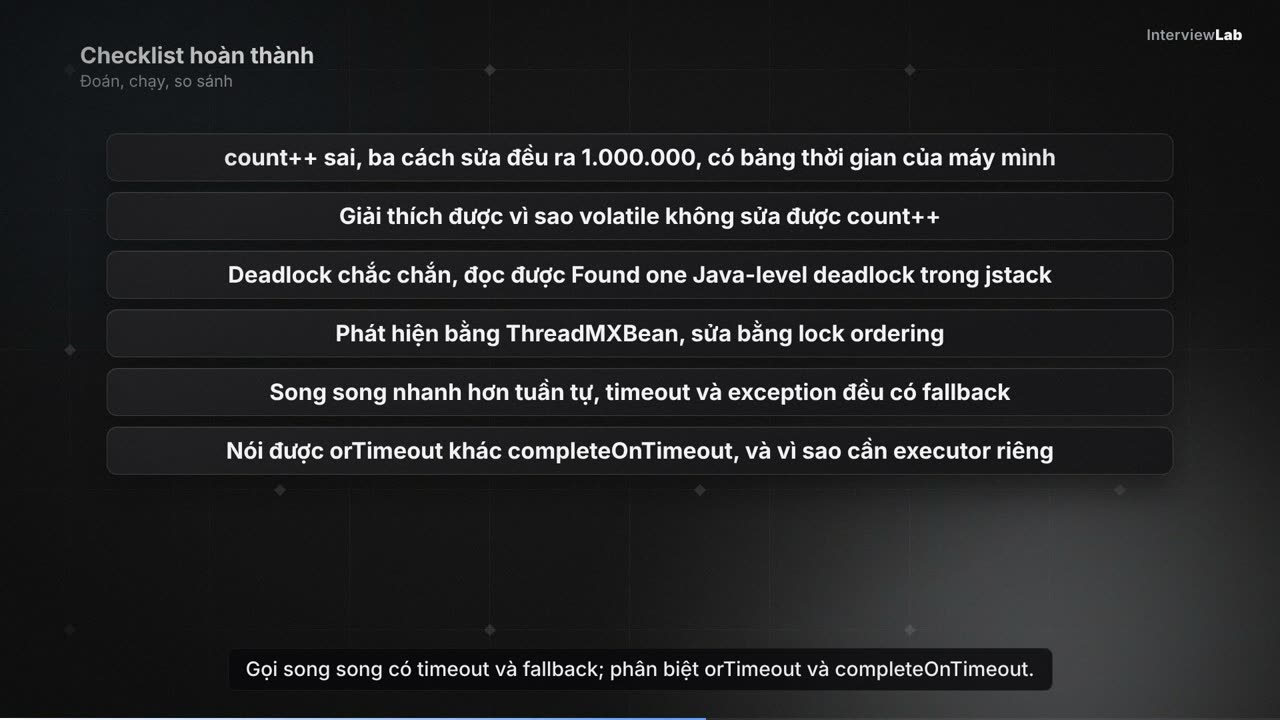 InterviewLab
Checklist hoàn thành
Đoán, chạy, so sánh
count++ sai, ba cách sửa đều ra 1.000.000, có bảng thời gian của máy mình
Giải thích được vì sao volatile không sửa được count++
Deadlock chắc chắn, đọc được Found one Java-level deadlock trong jstack
Phát hiện bằng ThreadMXBean, sửa bằng lock ordering
Song song nhanh hơn tuần tự, timeout và exception đều có fallback
Nói được orTimeout khác completeOnTimeout, và vì sao cần executor riêng
Gọi song song có timeout và fallback; phân biệt orTimeout và completeOnTimeout.